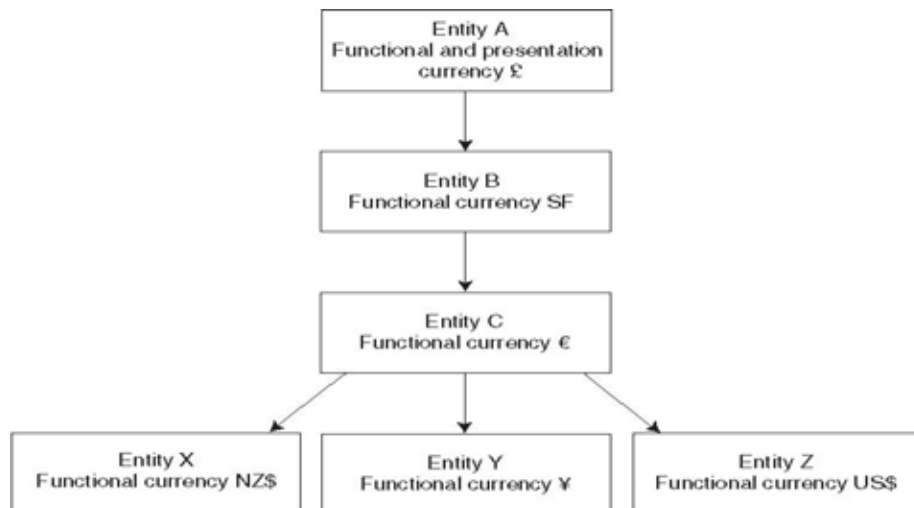 Entity A
Functional and presentation
currency £
Entity B
Functional currency SF
Entity C
Functional currency €
Entity X
Functional currency NZ$
Entity Y
Functional currency ¥
Entity Z
Functional currency US$